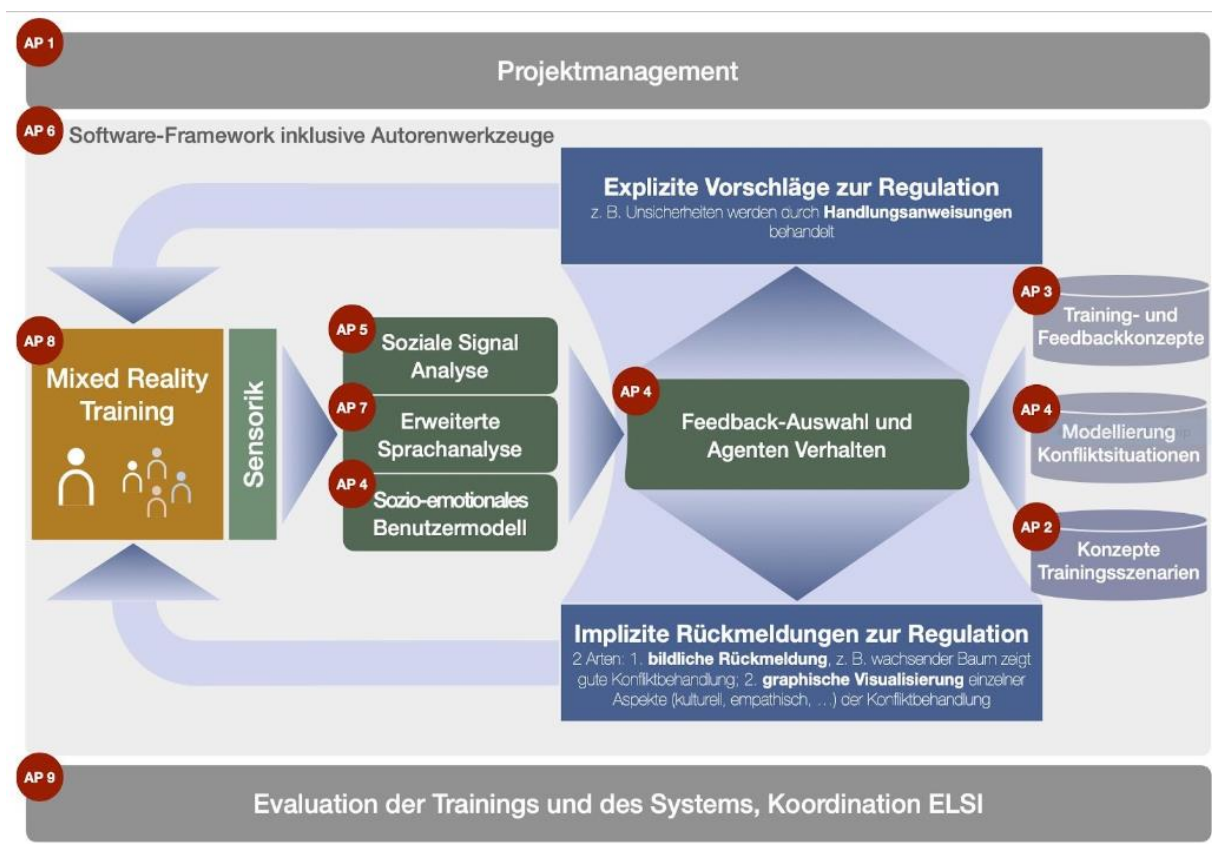 AP 1
Projektmanagement
AP 6
Software-Framework inklusive Autorenwerkzeuge
Explizite Vorschläge zur Regulation
z. B. Unsicherheiten werden durch Handlungsanweisungen
behandelt
AP 8
Mixed Reality
Training
Sensorik
AP 5
Soziale Signal
Analyse
AP 7
Erweiterte
Sprachanalyse
AP 4
Sozio-emotionales
Benutzermodell
AP 4
Feedback-Auswahl und
Agenten Verhalten
AP 3
Training- und
Feedbackkonzepte
AP 4
Modellierung
Konfliktsituationen
AP 2
Konzepte
Trainingsszenarien
Implizite Rückmeldungen zur Regulation
2 Arten: 1. bildliche Rückmeldung, z. B. wachsender Baum zeigt
gute Konfliktbehandlung; 2. graphische Visualisierung einzelner
Aspekte (kulturell, empathisch, …) der Konfliktbehandlung
AP 9
Evaluation der Trainings und des Systems, Koordination ELSI